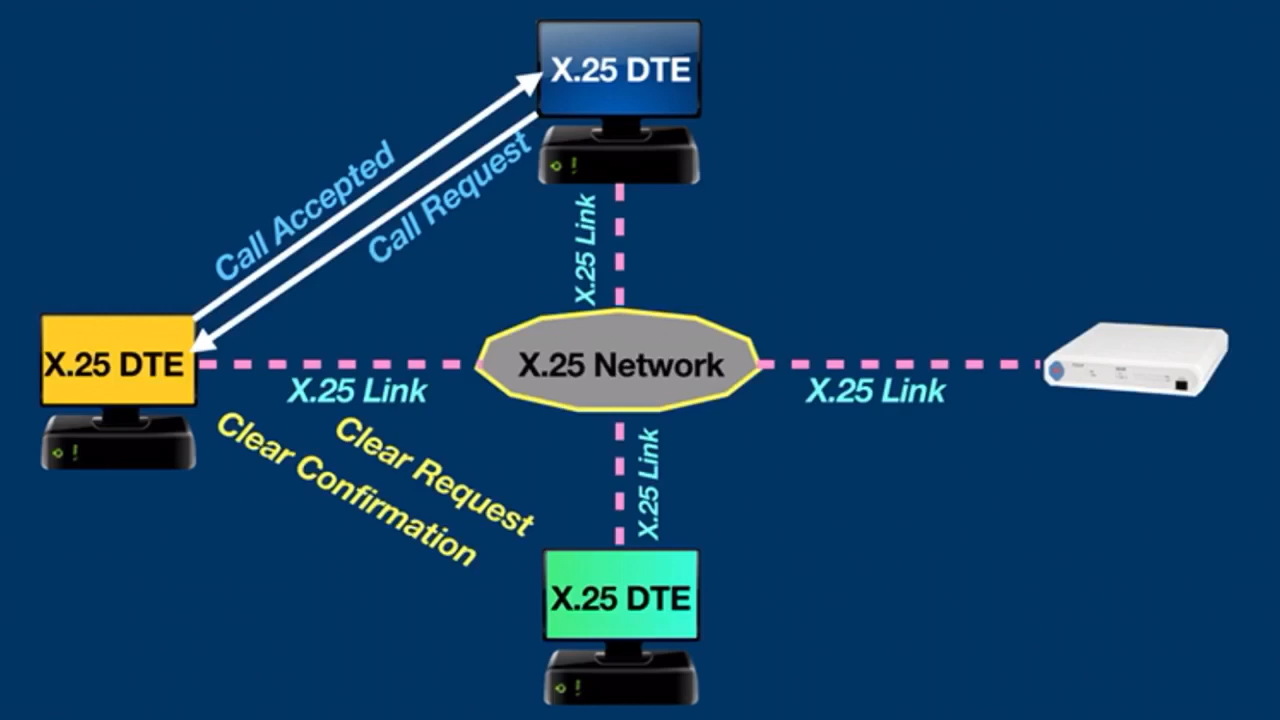 X.25 DTE
Call Accepted
Call Request
X.25 Link
X.25 DTE
X.25 Network
X.25 Link
X.25 Link
Clear Request
Clear Confirmation
X.25 Link
X.25 DTE